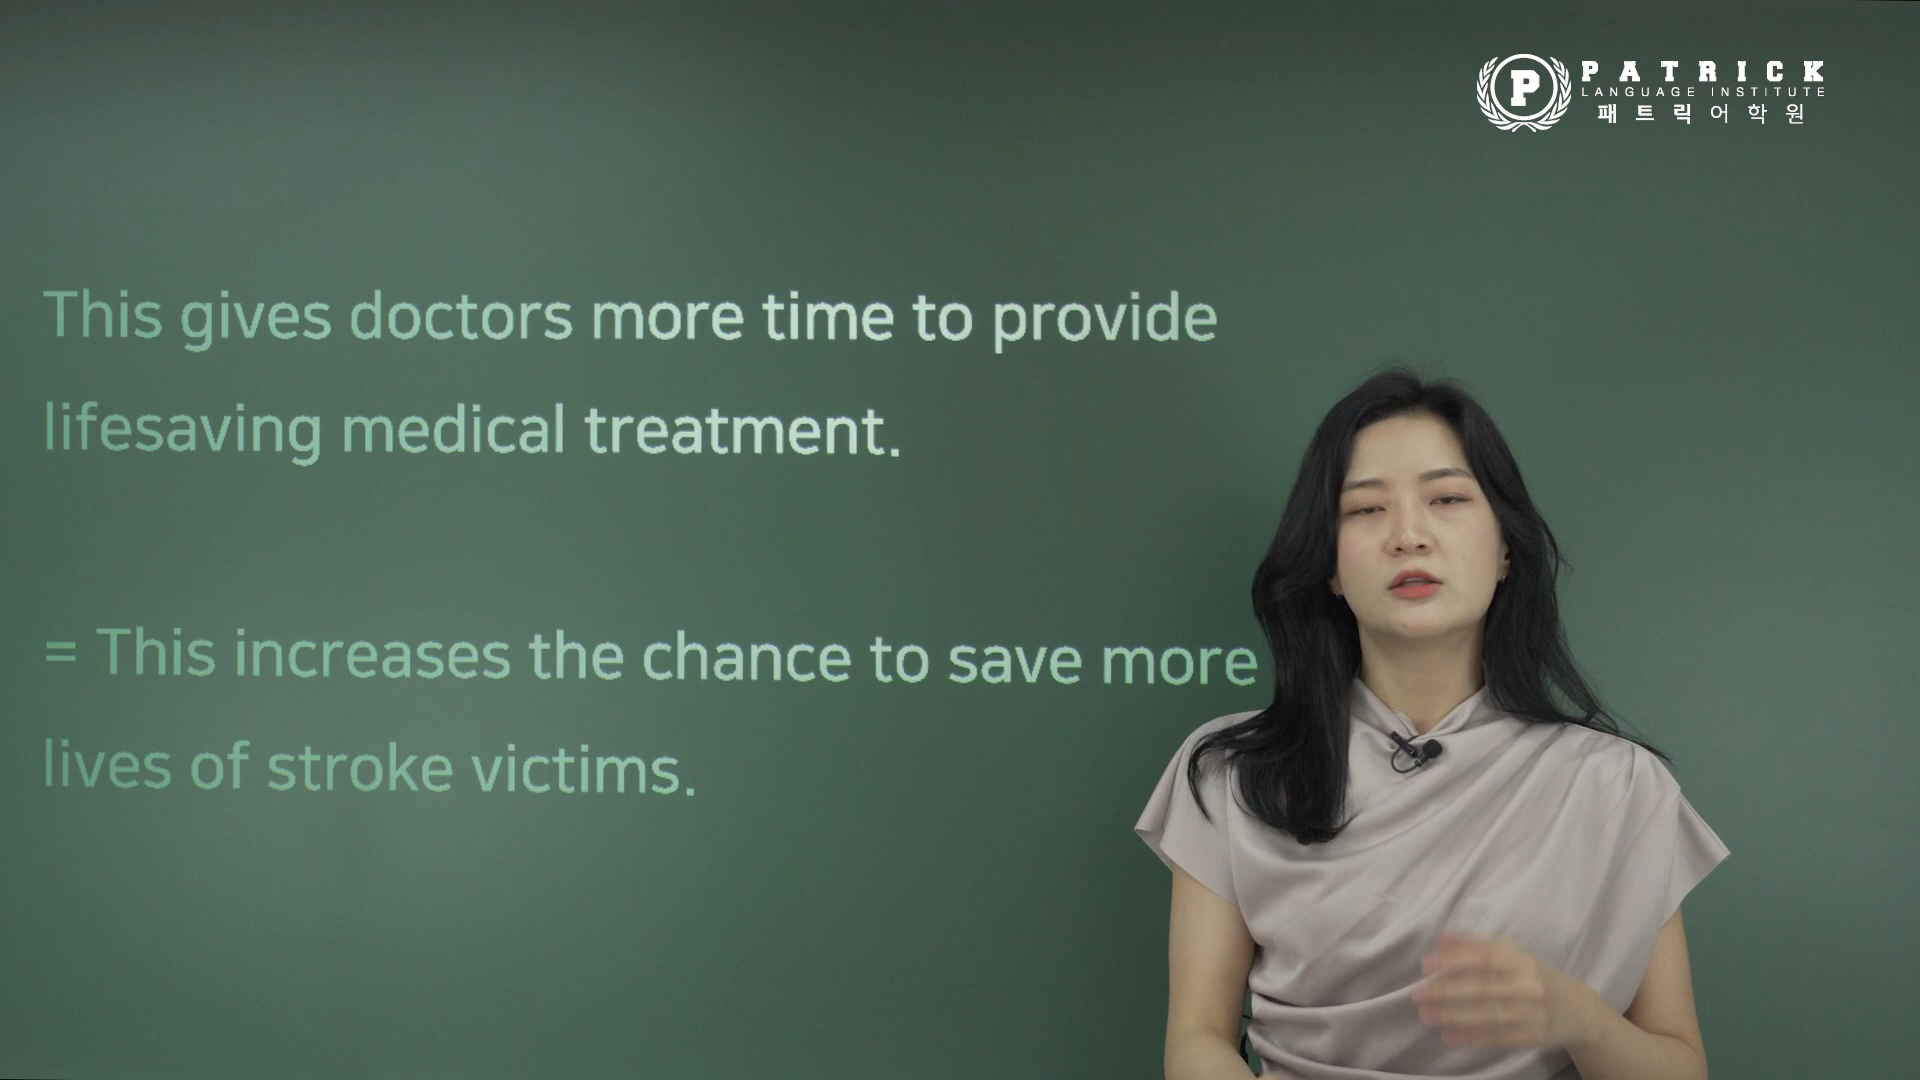 P
PATRICK
LANGUAGE INSTITUTE
패트릭어학원
This gives doctors more time to provide
lifesaving medical treatment.
= This increases the chance to save more
lives of stroke victims.